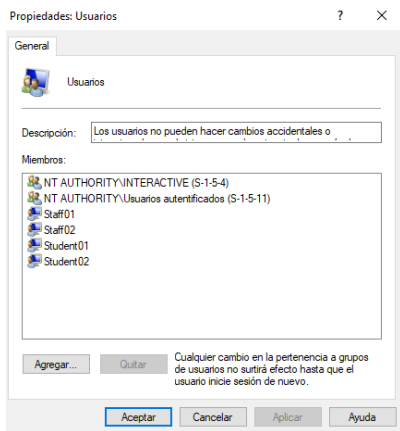 Propiedades: Usuarios
?
General
Usuarios
Descripción:
Los usuarios no pueden hacer cambios accidentales o
Miembros:
NT AUTHORITY\INTERACTIVE (S-1-5-4)
NT AUTHORITY\Usuarios autentificados (S-1-5-11)
Staff01
Staff02
Student01
Student02
Agregar...
Quitar
Cualquier cambio en la pertenencia a grupos
de usuarios no surtirá efecto hasta que el
usuario inicie sesión de nuevo.
Aceptar
Cancelar
Aplicar
Ayuda